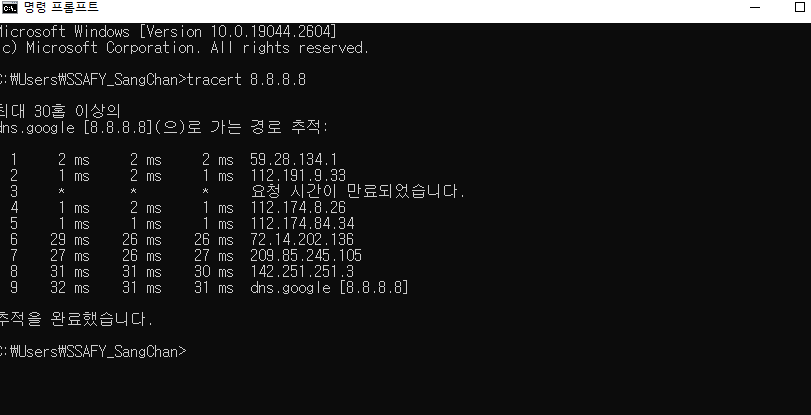 명령 프롬프트
Microsoft Windows [Version 10.0.19044.2604]
(c) Microsoft Corporation. All rights reserved.
C:₩Users₩SSAFY_SangChan>tracert 8.8.8.8
최대 30홉 이상의
dns.google [8.8.8.8](으)로 가는 경로 추적:
1 2 ms 2 ms 2 ms 59.28.134.1
2 1 ms 2 ms 1 ms 112.191.9.33
3 * * * 요청 시간이 만료되었습니다.
4 1 ms 2 ms 1 ms 112.174.8.26
5 1 ms 1 ms 1 ms 112.174.84.34
6 29 ms 26 ms 26 ms 72.14.202.136
7 27 ms 26 ms 27 ms 209.85.245.105
8 31 ms 31 ms 30 ms 142.251.251.3
9 32 ms 31 ms 31 ms dns.google [8.8.8.8]
추적을 완료했습니다.
C:₩Users₩SSAFY_SangChan>